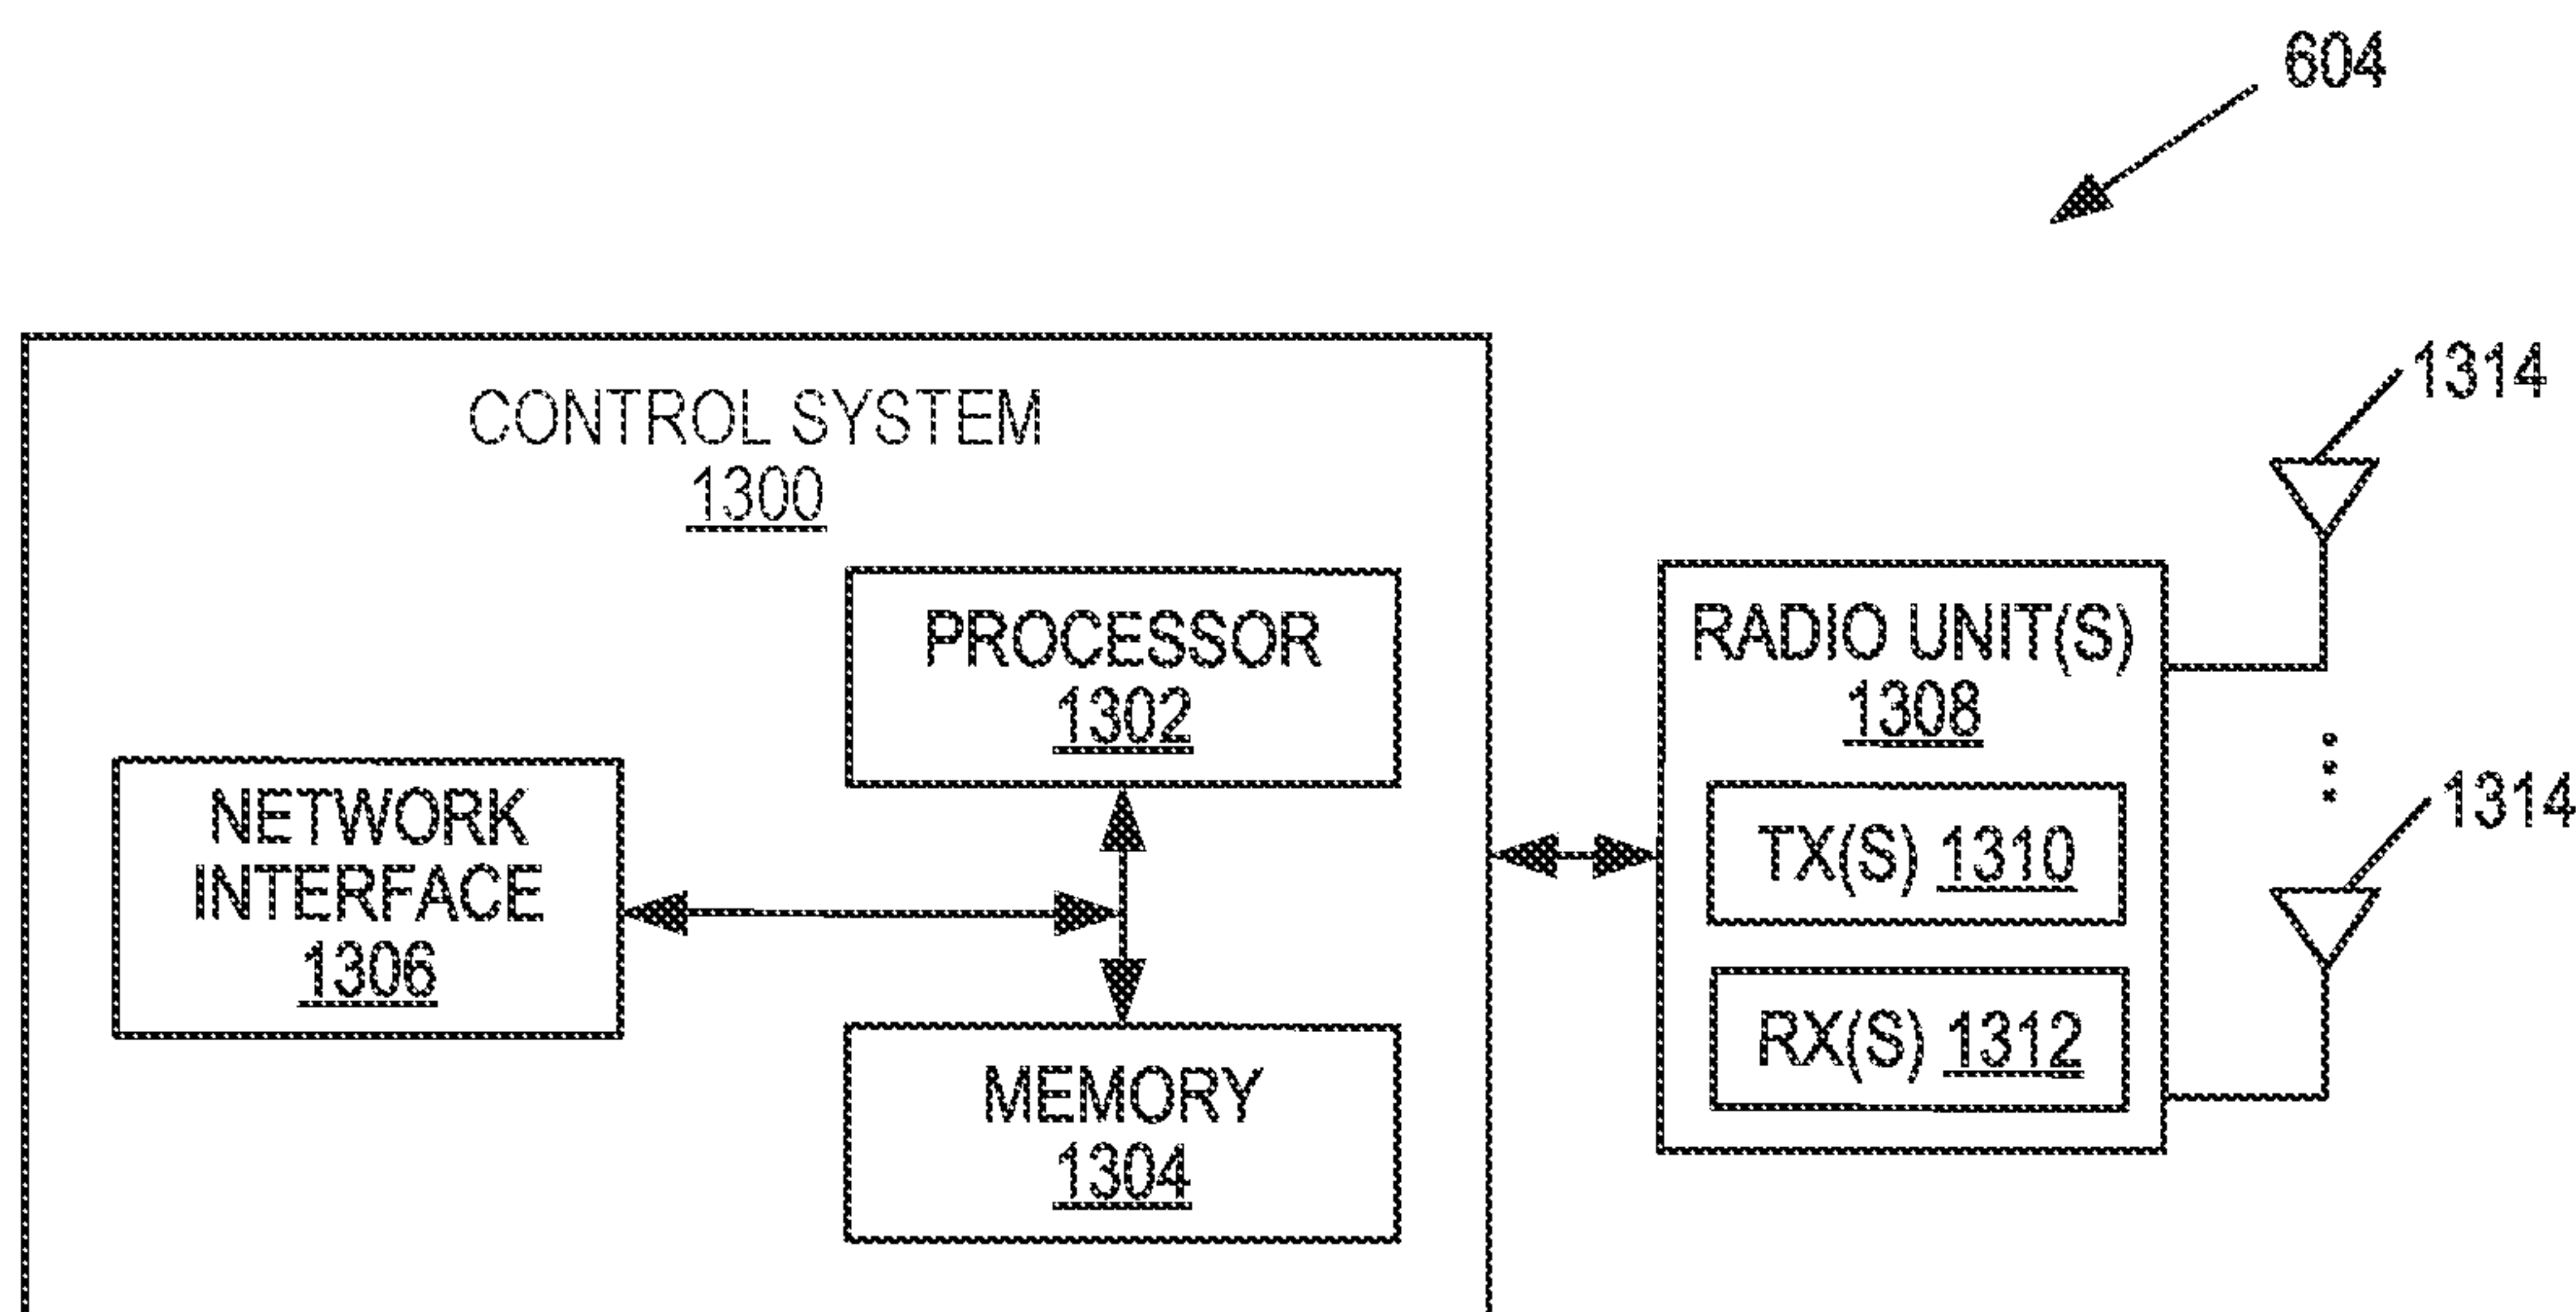 604
CONTROL SYSTEM
1300
PROCESSOR
1302
NETWORK
INTERFACE
1306
MEMORY
1304
RADIO UNIT(S)
1308
TX(S) 1310
RX(S) 1312
1314
1314